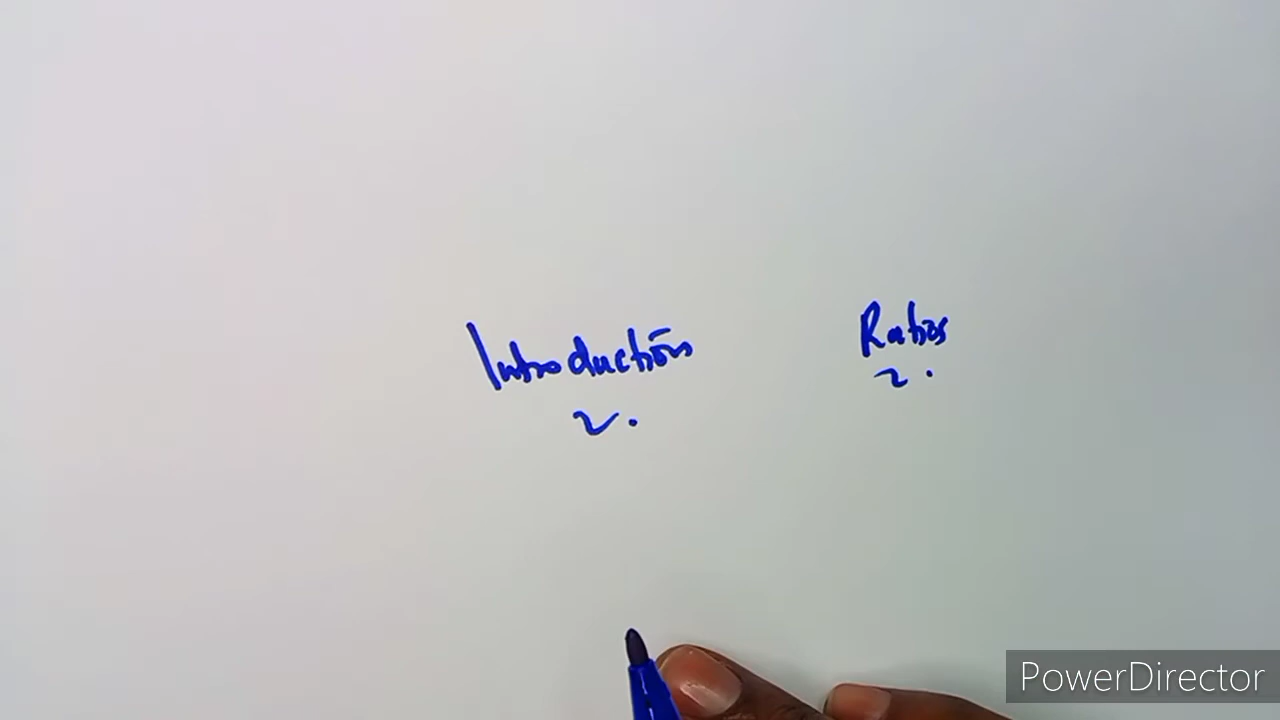 Introduction
2.
Ratios
2.
PowerDirector